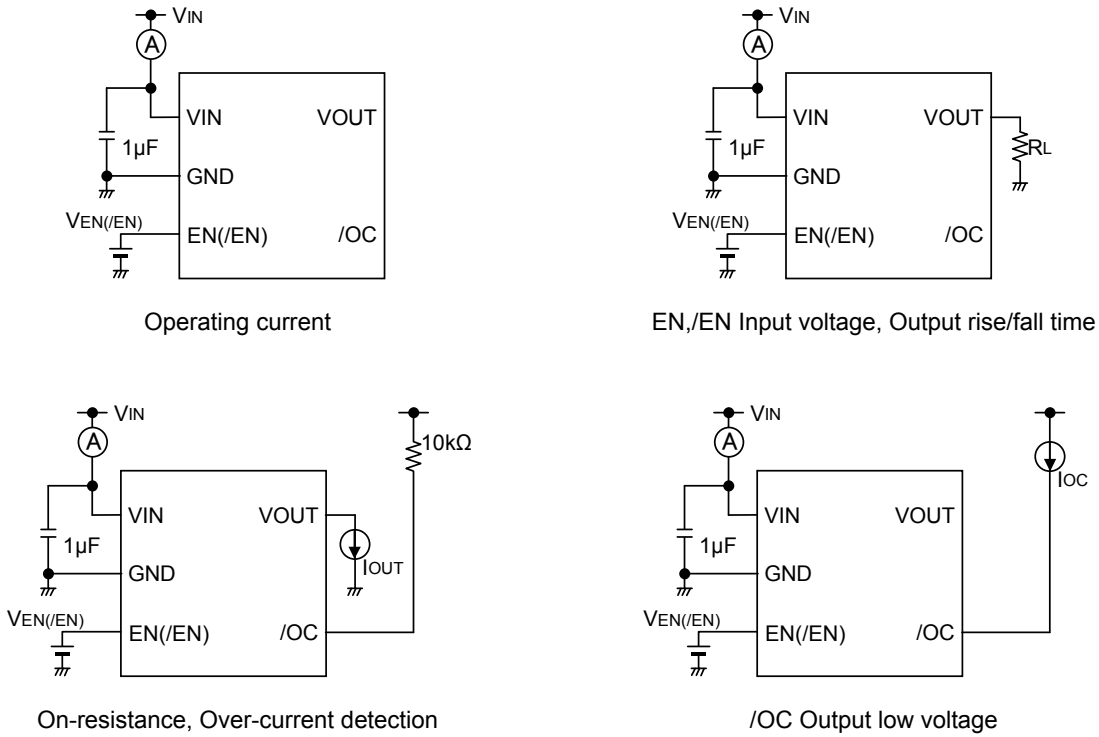 VIN
A
VIN
VOUT
1µF
GND
VEN(/EN)
EN(/EN)
/OC
Operating current
VIN
A
VIN
VOUT
1µF
RL
GND
VEN(/EN)
EN(/EN)
/OC
EN,/EN Input voltage, Output rise/fall time
VIN
A
10kΩ
VIN
VOUT
1µF
IOUT
GND
VEN(/EN)
EN(/EN)
/OC
On-resistance, Over-current detection
VIN
A
IOC
VIN
VOUT
1µF
GND
VEN(/EN)
EN(/EN)
/OC
/OC Output low voltage